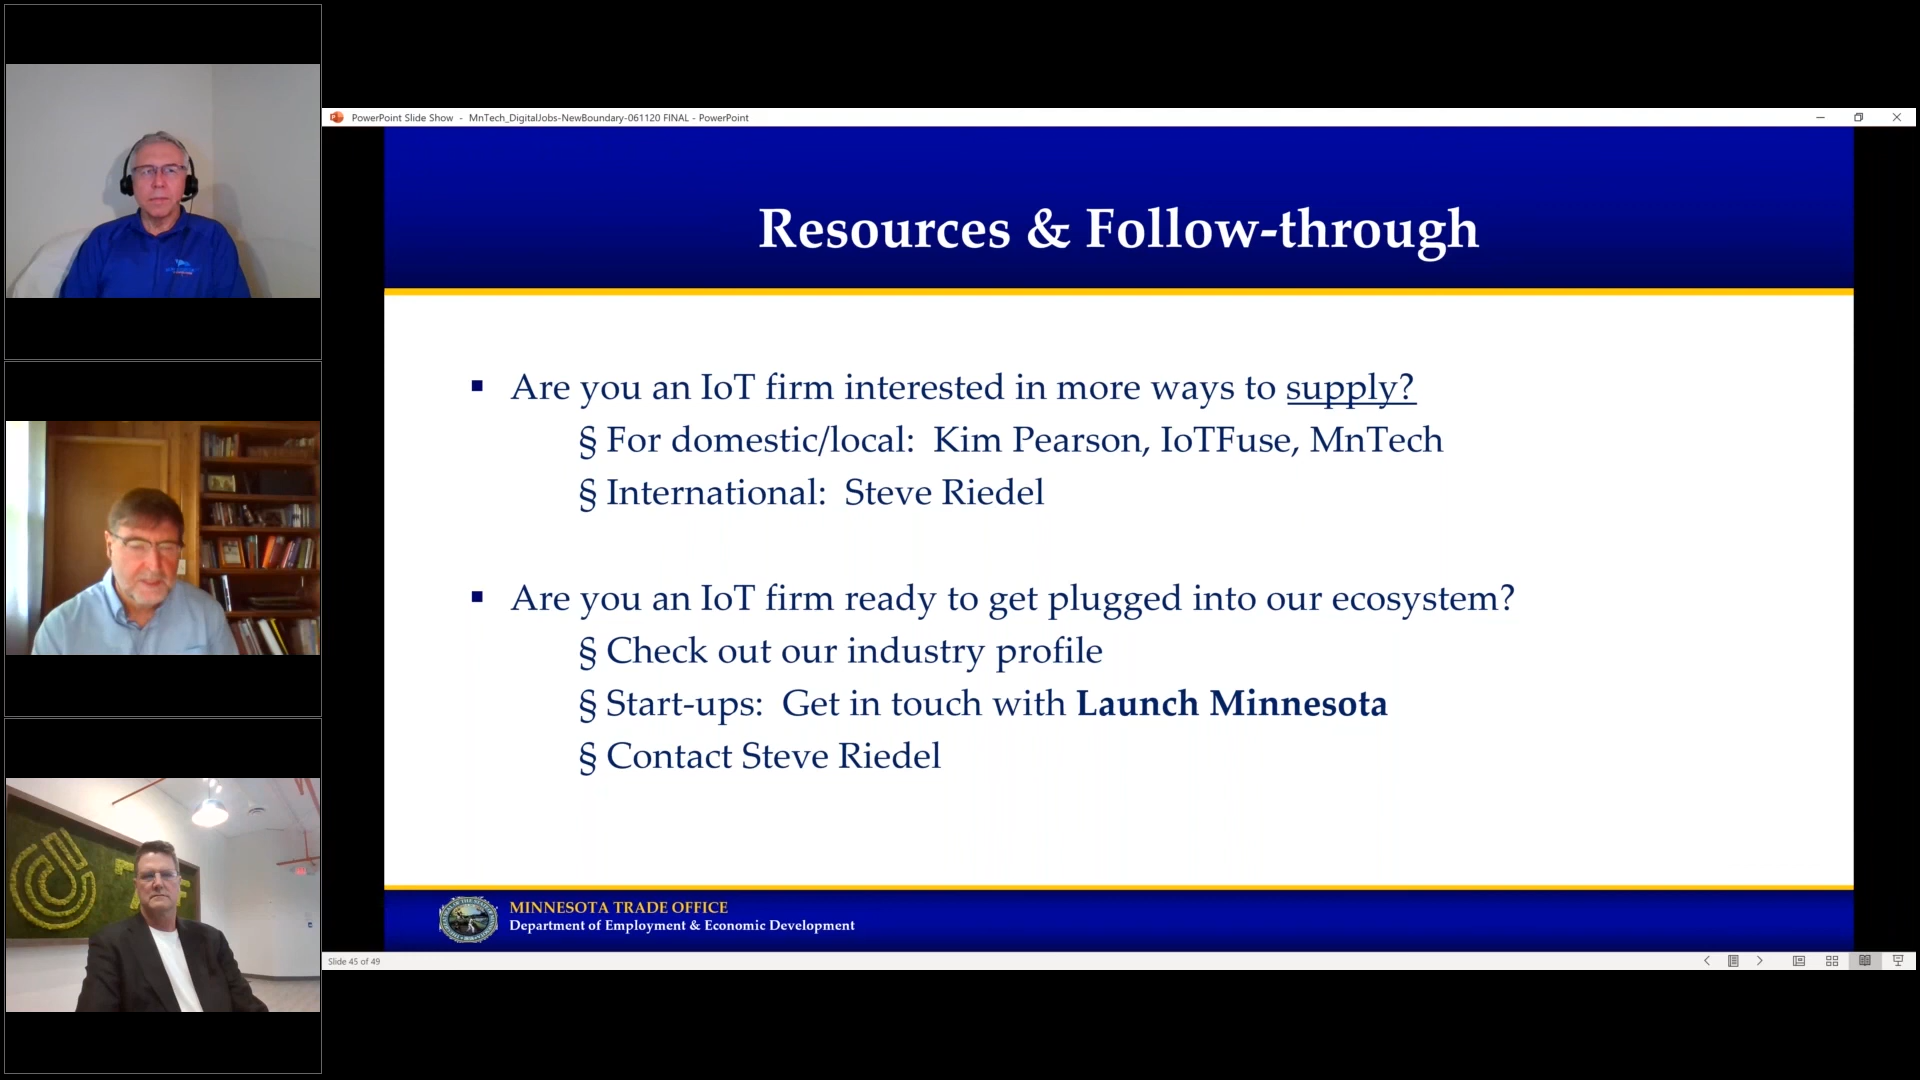 PowerPoint Slide Show - MnTech_DigitalJobs-NewBoundary-061120 FINAL - PowerPoint
Resources & Follow-through
▪ Are you an IoT firm interested in more ways to supply?
§ For domestic/local: Kim Pearson, IoTFuse, MnTech
§ International: Steve Riedel
▪ Are you an IoT firm ready to get plugged into our ecosystem?
§ Check out our industry profile
§ Start-ups: Get in touch with Launch Minnesota
§ Contact Steve Riedel
MINNESOTA TRADE OFFICE
Department of Employment & Economic Development
Slide 45 of 49